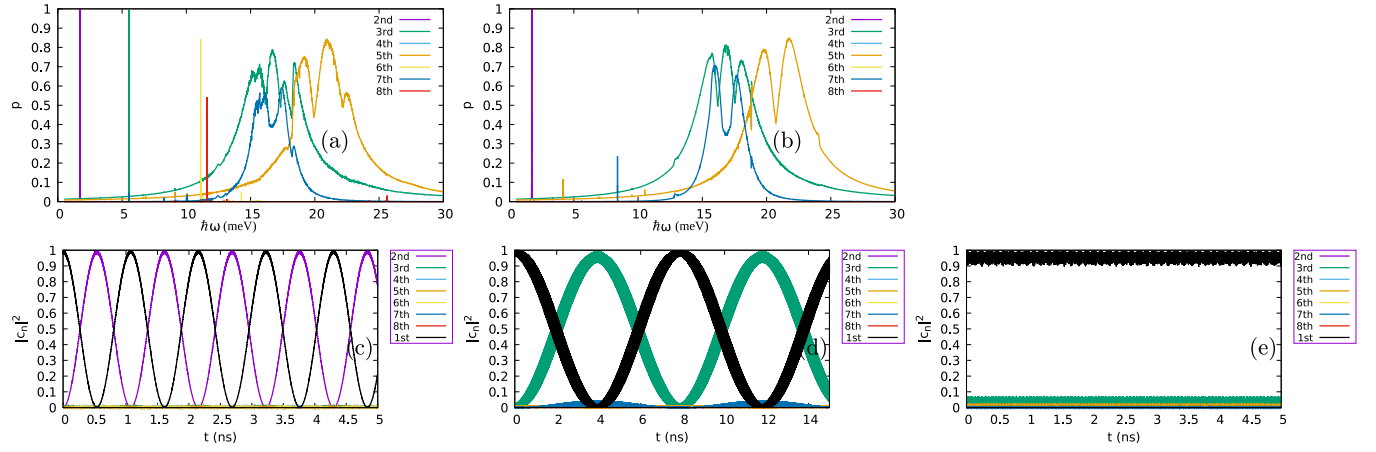 1
0.9
0.8
0.7
0.6
0.5
0.4
0.3
0.2
0.1
0
p
0 5 10 15 20 25 30
ħω (meV)
2nd
3rd
4th
5th
6th
7th
8th
(a)
1
0.9
0.8
0.7
0.6
0.5
0.4
0.3
0.2
0.1
0
p
0 5 10 15 20 25 30
ħω (meV)
2nd
3rd
4th
5th
6th
7th
8th
(b)
1
0.9
0.8
0.7
0.6
0.5
0.4
0.3
0.2
0.1
0
|c_n|^2
0 0.5 1 1.5 2 2.5 3 3.5 4 4.5 5
t (ns)
2nd
3rd
4th
5th
6th
7th
8th
1st
(c)
1
0.9
0.8
0.7
0.6
0.5
0.4
0.3
0.2
0.1
0
|c_n|^2
0 2 4 6 8 10 12 14
t (ns)
2nd
3rd
4th
5th
6th
7th
8th
1st
(d)
1
0.9
0.8
0.7
0.6
0.5
0.4
0.3
0.2
0.1
0
|c_n|^2
0 0.5 1 1.5 2 2.5 3 3.5 4 4.5 5
t (ns)
2nd
3rd
4th
5th
6th
7th
8th
1st
(e)